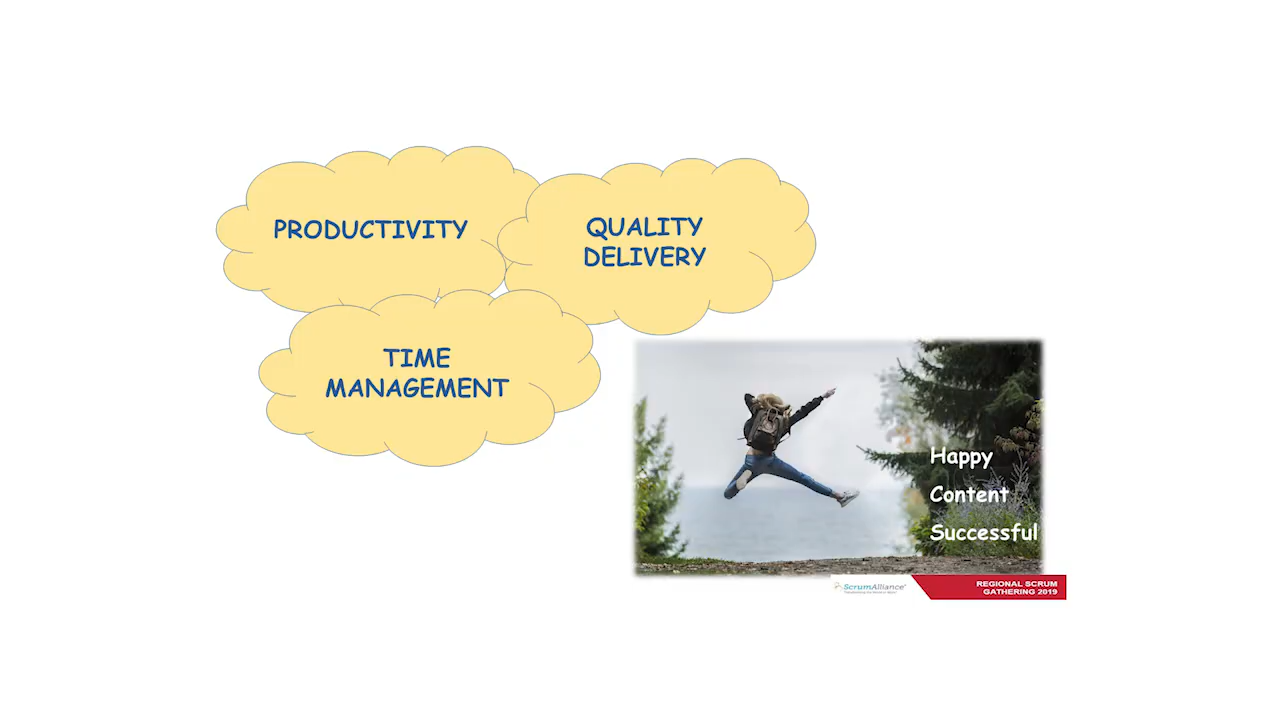 PRODUCTIVITY
QUALITY
DELIVERY
TIME
MANAGEMENT
Happy
Content
Successful
ScrumAlliance
REGIONAL SCRUM
GATHERING 2019